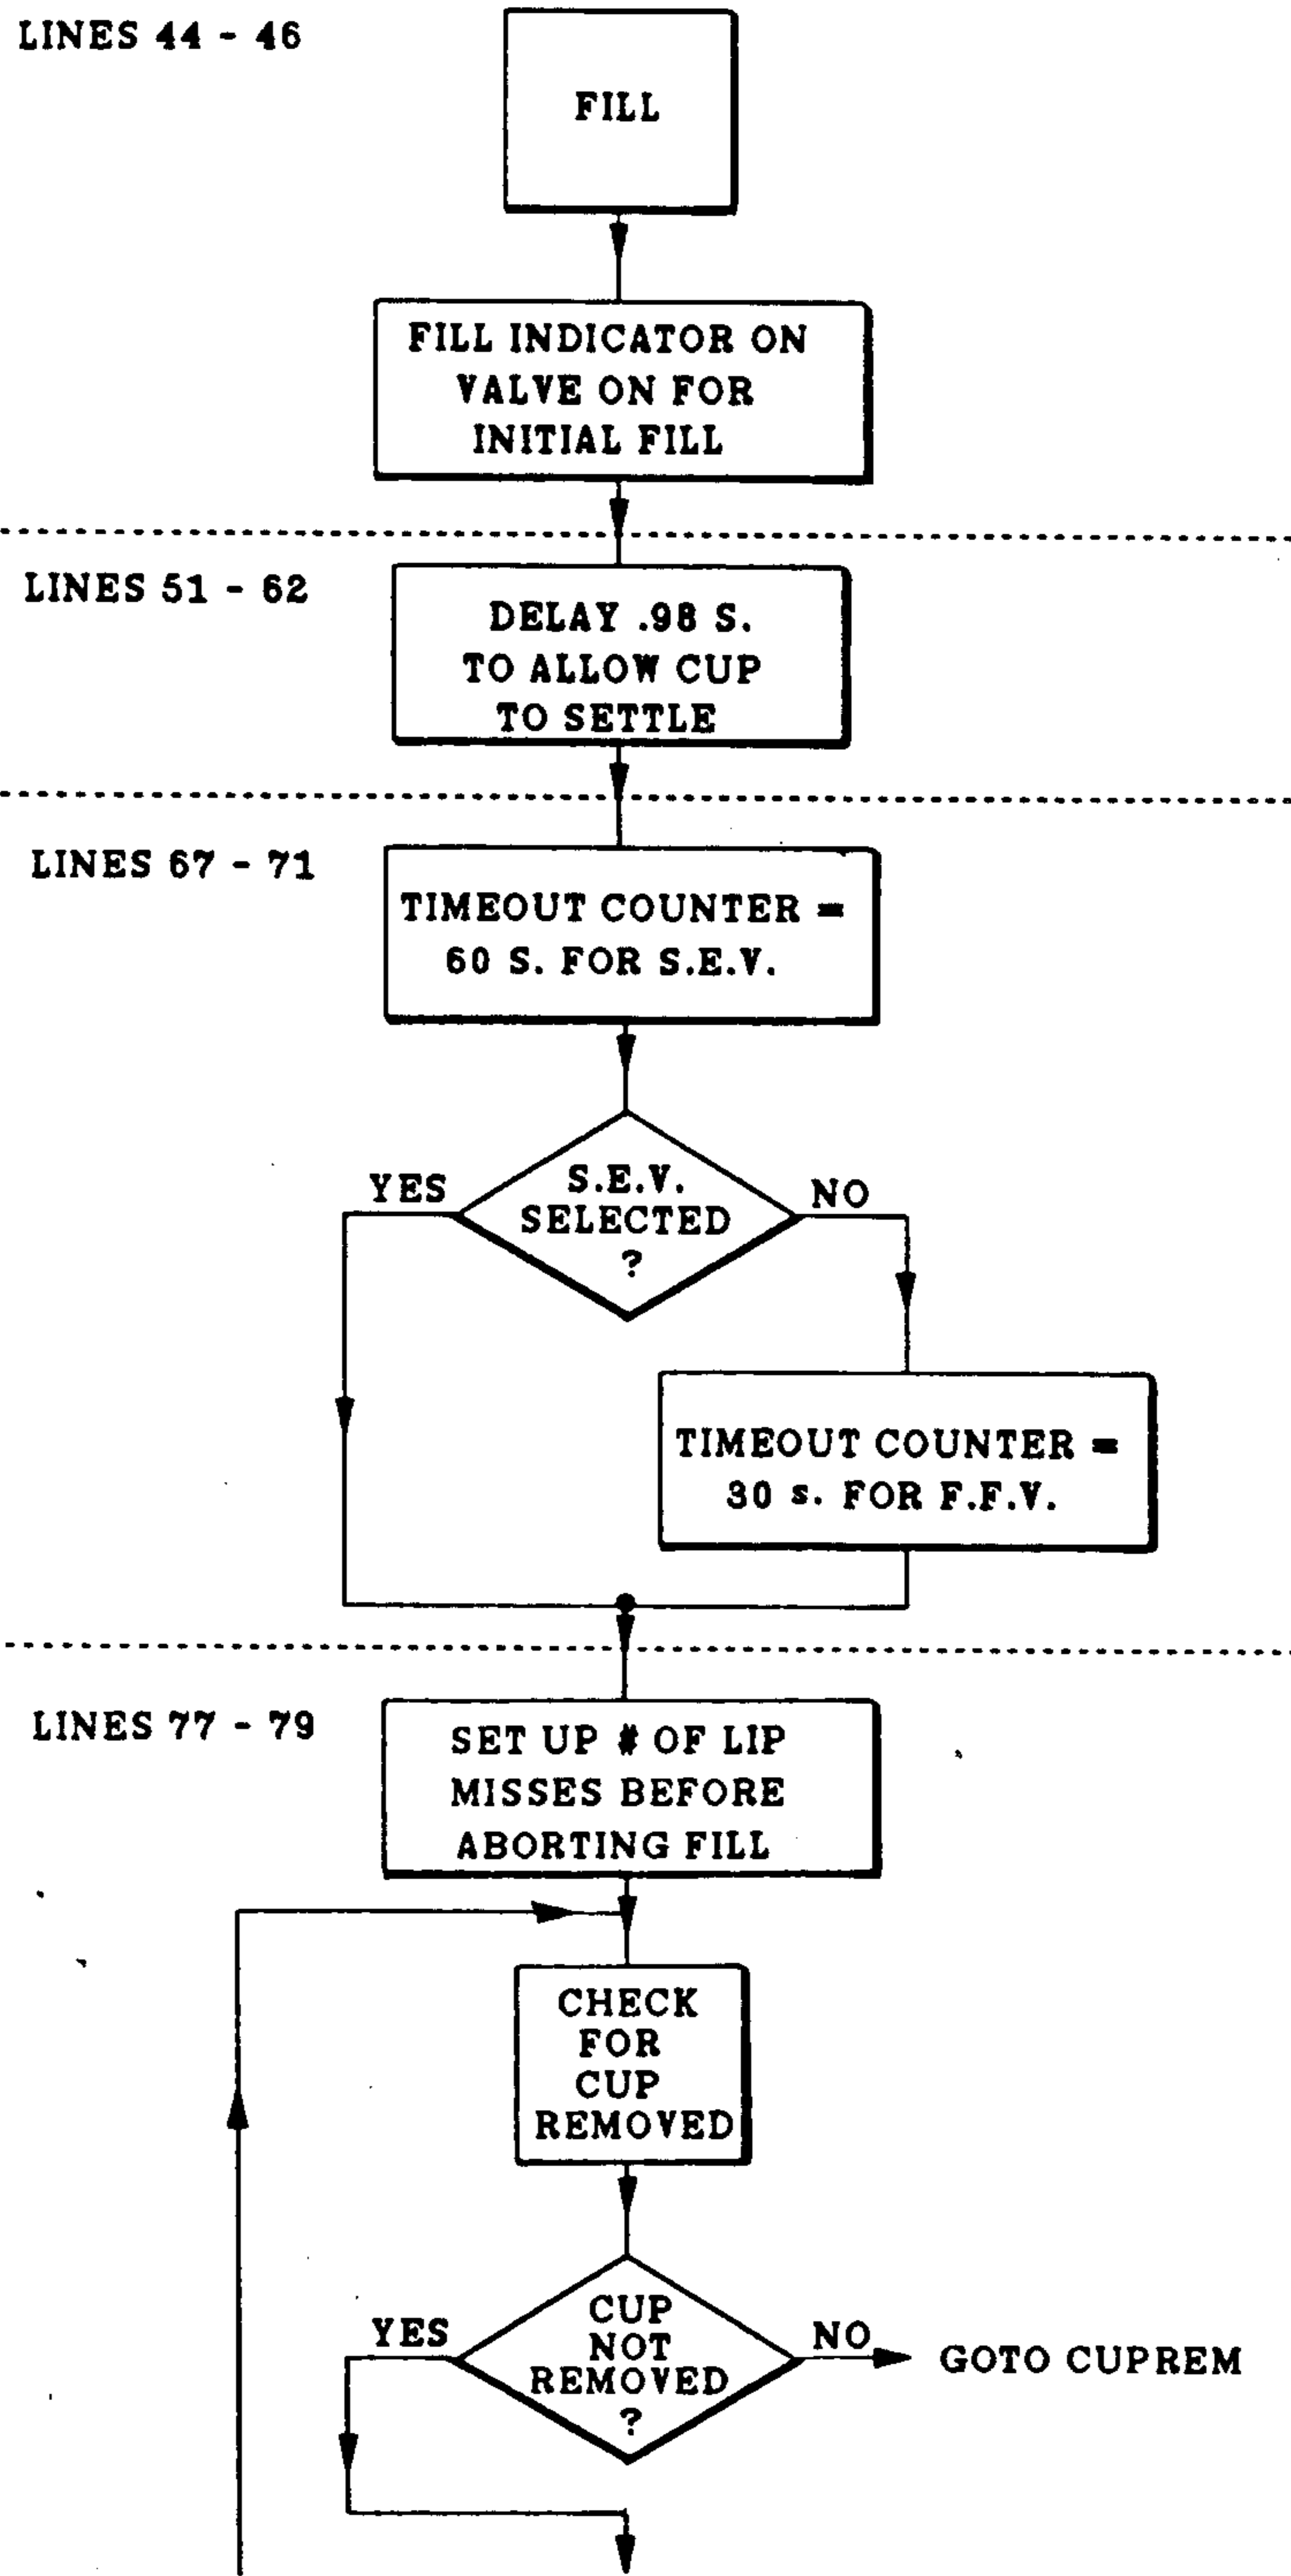 LINES 44 - 46
FILL
FILL INDICATOR ON
VALVE ON FOR
INITIAL FILL
LINES 51 - 62
DELAY .98 S.
TO ALLOW CUP
TO SETTLE
LINES 67 - 71
TIMEOUT COUNTER =
60 S. FOR S.E.V.
S.E.V.
SELECTED
?
YES
NO
TIMEOUT COUNTER =
30 s. FOR F.F.V.
LINES 77 - 79
SET UP # OF LIP
MISSES BEFORE
ABORTING FILL
CHECK
FOR
CUP
REMOVED
CUP
NOT
REMOVED
?
YES
NO
GOTO CUPREM